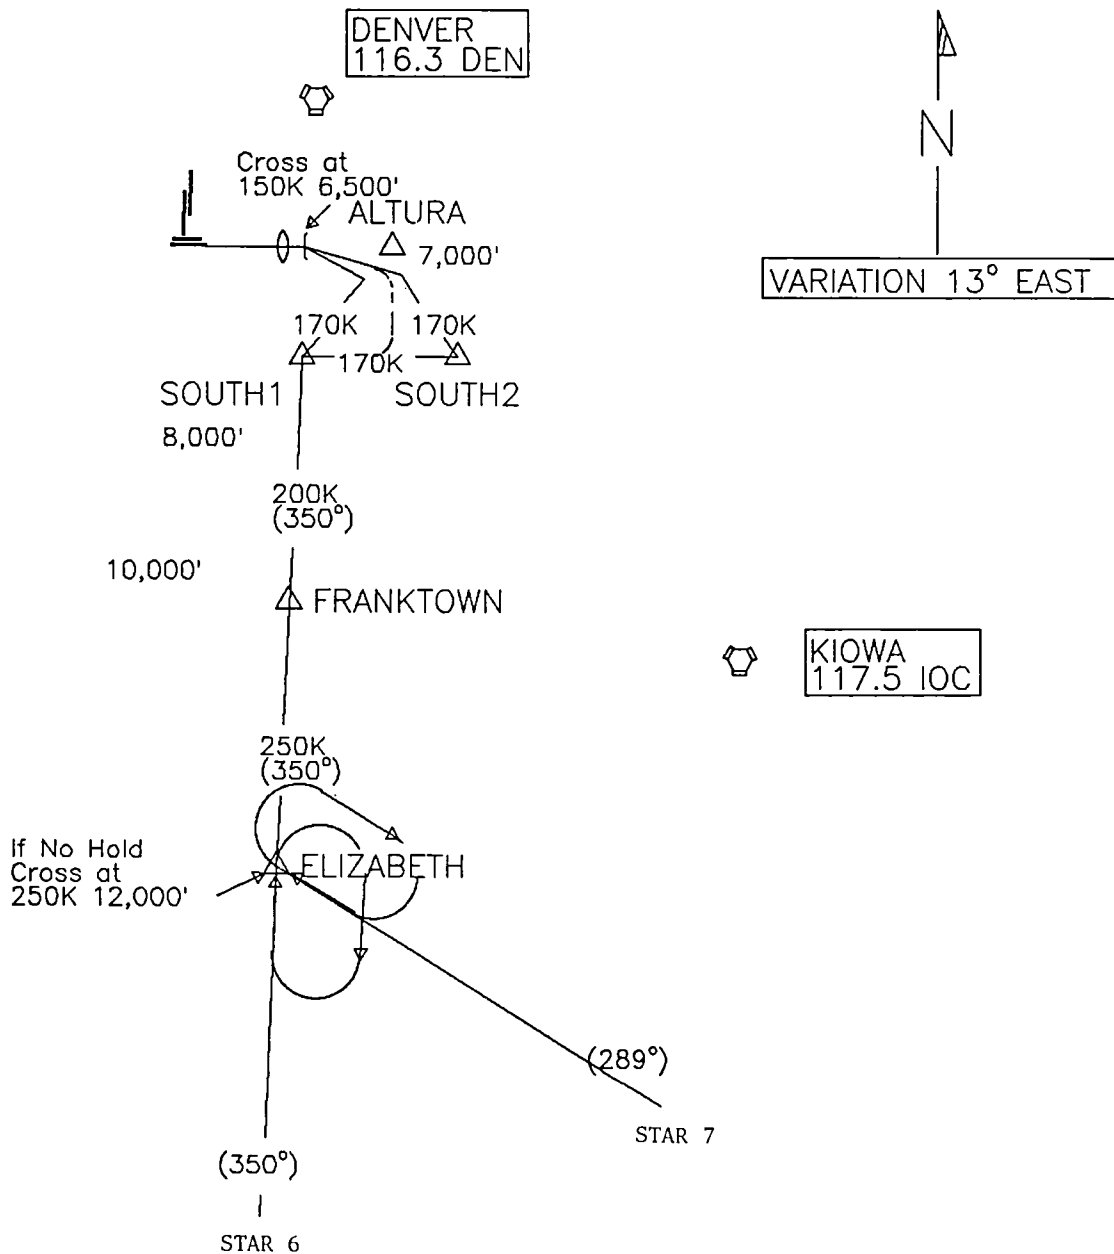 DENVER
116.3 DEN
N
Cross at
150K 6,500'
ALTURA
7,000'
VARIATION 13° EAST
170K
170K
170K
SOUTH1
SOUTH2
8,000'
200K
(350°)
10,000'
FRANKTOWN
KIOWA
117.5 IOC
250K
(350°)
If No Hold
Cross at
250K 12,000'
ELIZABETH
(289°)
STAR 7
(350°)
STAR 6